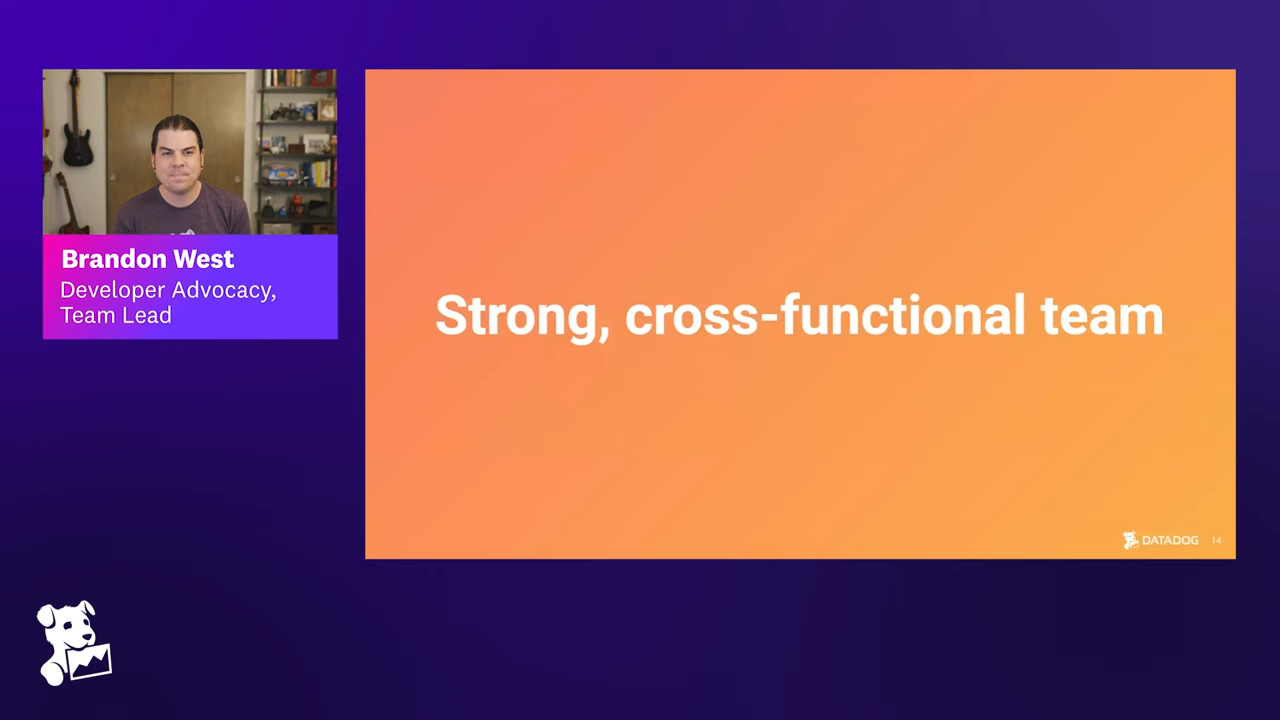 Brandon West
Developer Advocacy,
Team Lead
Strong, cross-functional team
DATADOG 14